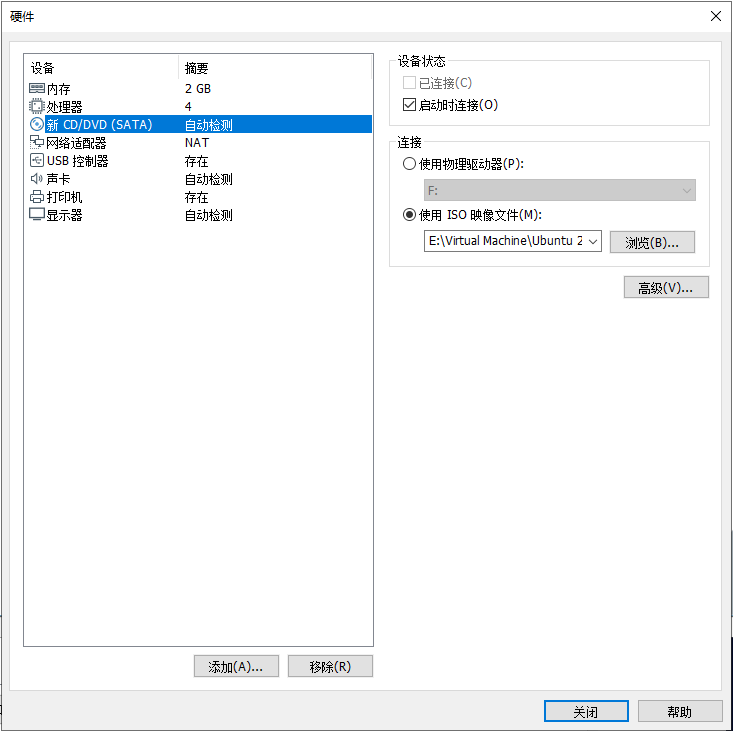 硬件
设备 摘要
内存 2 GB
处理器 4
新 CD/DVD (SATA) 自动检测
网络适配器 NAT
USB 控制器 存在
声卡 自动检测
打印机 存在
显示器 自动检测
添加(A)... 移除(R)
设备状态
已连接(C)
启动时连接(O)
连接
使用物理驱动器(P):
F:
使用 ISO 映像文件(M):
E:\Virtual Machine\Ubuntu 2 浏览(B)...
高级(V)...
关闭 帮助